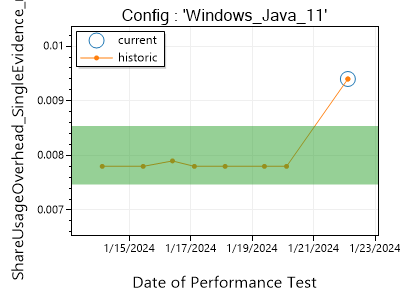 Config : 'Windows_Java_11'
current
historic
0.01
0.009
0.008
0.007
ShareUsageOverhead_SingleEvidence_
1/15/2024
1/17/2024
1/19/2024
1/21/2024
1/23/2024
Date of Performance Test